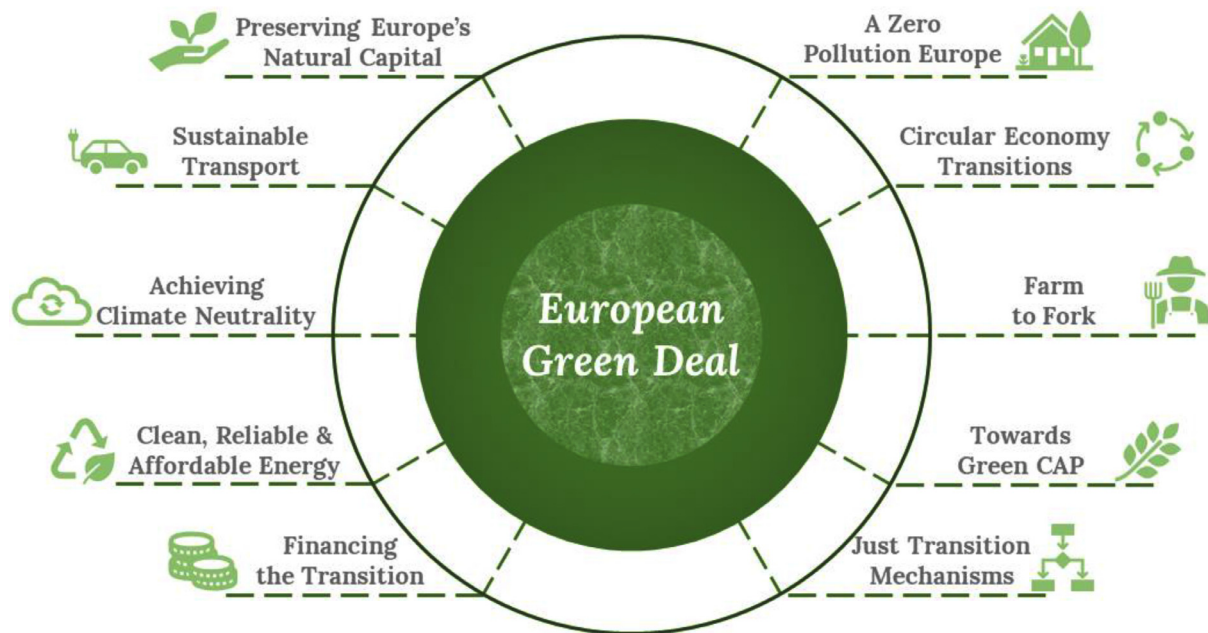 Preserving Europe's
Natural Capital
A Zero
Pollution Europe
Sustainable
Transport
Circular Economy
Transitions
Achieving
Climate Neutrality
European
Green Deal
Farm
to Fork
Clean, Reliable &
Affordable Energy
Towards
Green CAP
Financing
the Transition
Just Transition
Mechanisms